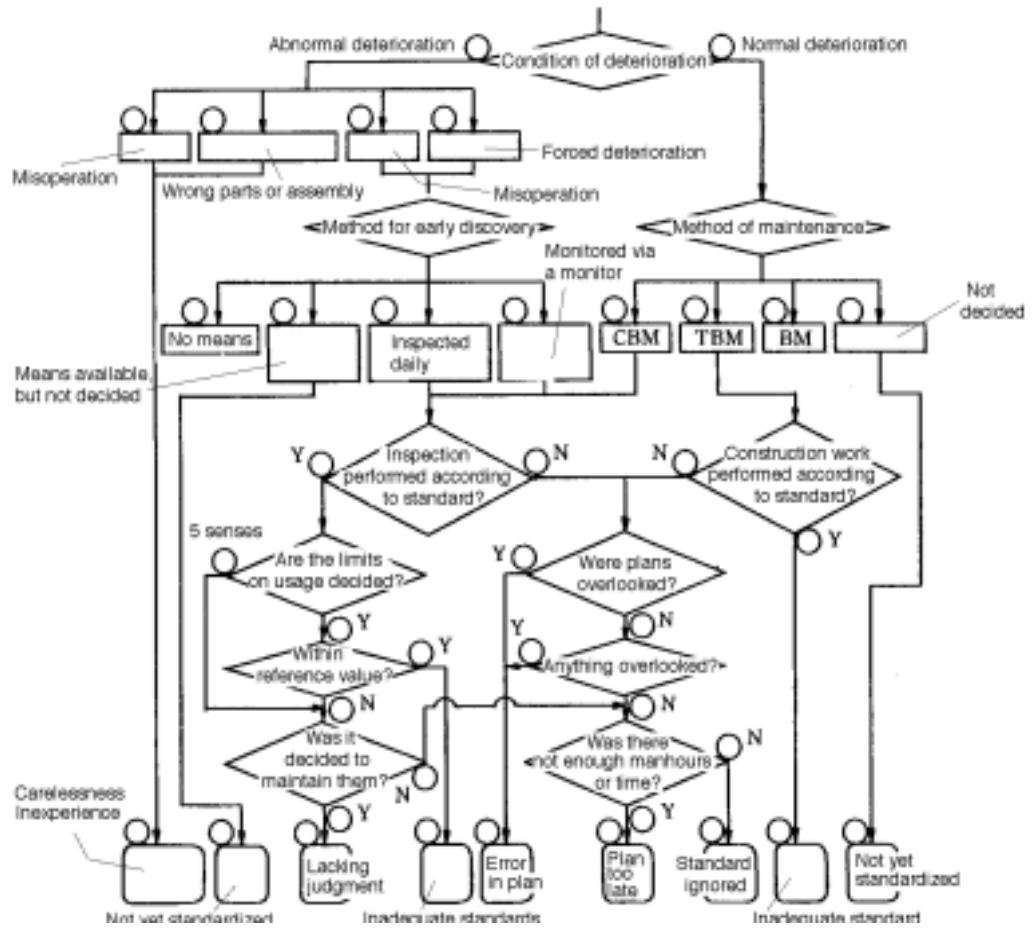 Abnormal deterioration
Normal deterioration
Condition of deterioration
Misoperation
Wrong parts or assembly
Misoperation
Forced deterioration
Method for early discovery
Method of maintenance
Monitored via
a monitor
Not
decided
No means
Inspected
daily
CBM
TBM
BM
Means available,
but not decided
Y
Inspection
performed according
to standard?
N
N
Construction work
performed according
to standard?
Y
5 senses
Are the limits
on usage decided?
Y
Y
Were plans
overlooked?
N
Within
reference value?
Y
N
Y
Anything overlooked?
N
Was it
decided to
maintain them?
N
Y
Was there
not enough manhours
or time?
N
Y
Carelessness
Inexperience
Lacking
judgment
Error
in plan
Plan
too
late
Standard
ignored
Not yet
standardized
Not yet standardized
Inadequate standards
Inadequate standard